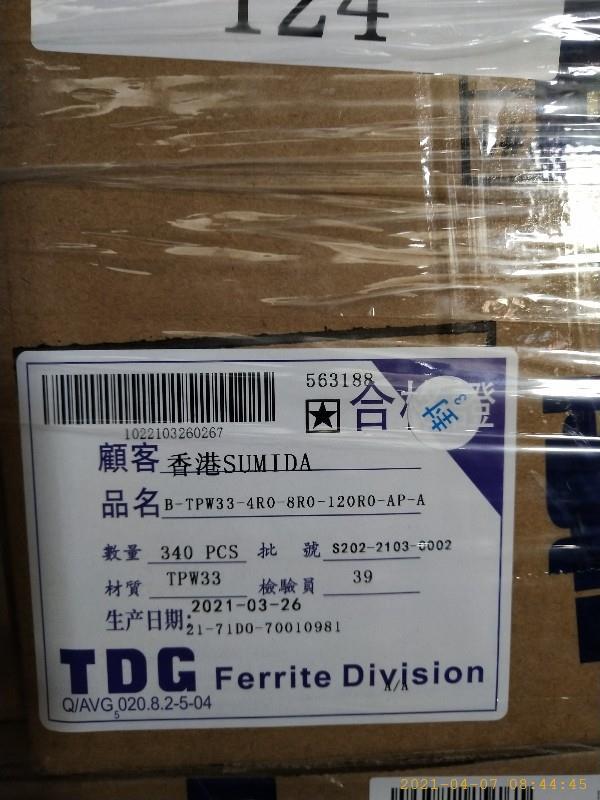 124
563188
★合格證
1022103260267
顧客 香港SUMIDA
品名 B-TPW33-4R0-8R0-120R0-AP-A
數量 340 PCS 批 號 S202-2103-0002
材質 TPW33 檢驗員 39
生产日期: 2021-03-26
21-71D0-70010981
TDG Ferrite Division
A/A
Q/AVG5020.8.2-5-04
2021-04-07 08:44:45